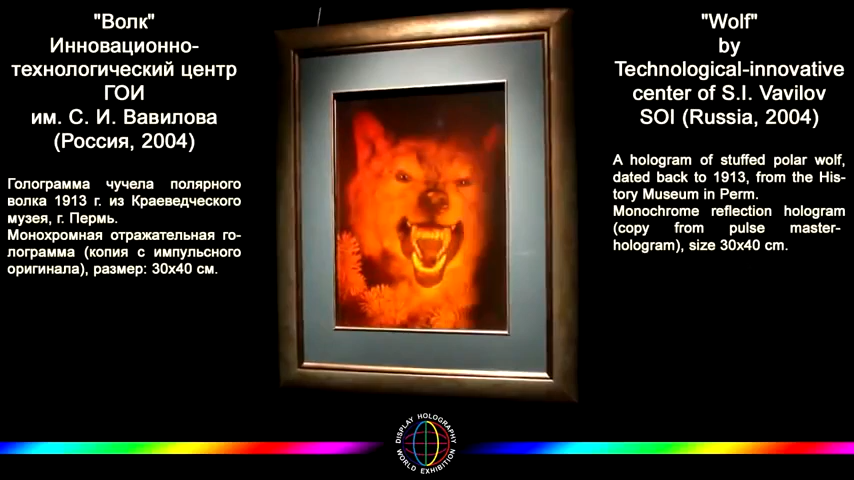 "Волк"
Инновационно-
технологический центр
ГОИ
им. С. И. Вавилова
(Россия, 2004)
Голограмма чучела полярного
волка 1913 г. из Краеведческого
музея, г. Пермь.
Монохромная отражательная го-
лограмма (копия с импульсного
оригинала), размер: 30x40 см.
"Wolf"
by
Technological-innovative
center of S.I. Vavilov
SOI (Russia, 2004)
A hologram of stuffed polar wolf,
dated back to 1913, from the His-
tory Museum in Perm.
Monochrome reflection hologram
(copy from pulse master-
hologram), size 30x40 cm.
DISPLAY HOLOGRAPHY
WORLD EXHIBITION